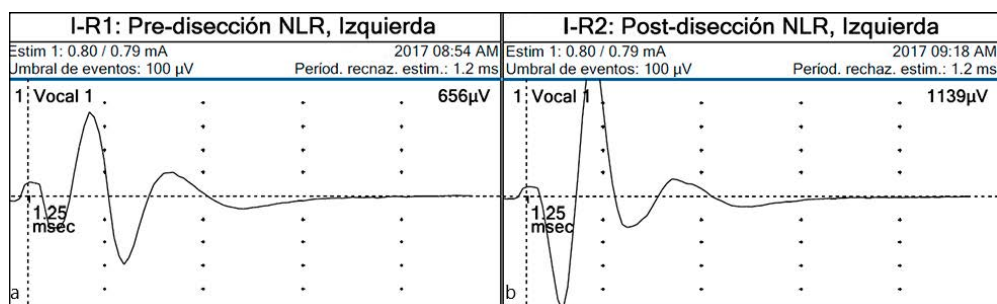 I-R1: Pre-disección NLR, Izquierda
Estim 1: 0.80 / 0.79 mA 2017 08:54 AM
Umbral de eventos: 100 µV Períod. rechaz. estim.: 1.2 ms
1 Vocal 1 656µV
1.25
msec
a
I-R2: Post-disección NLR, Izquierda
Estim 1: 0.80 / 0.79 mA 2017 09:18 AM
Umbral de eventos: 100 µV Períod. rechaz. estim.: 1.2 ms
1 Vocal 1 1139µV
1.25
msec
b